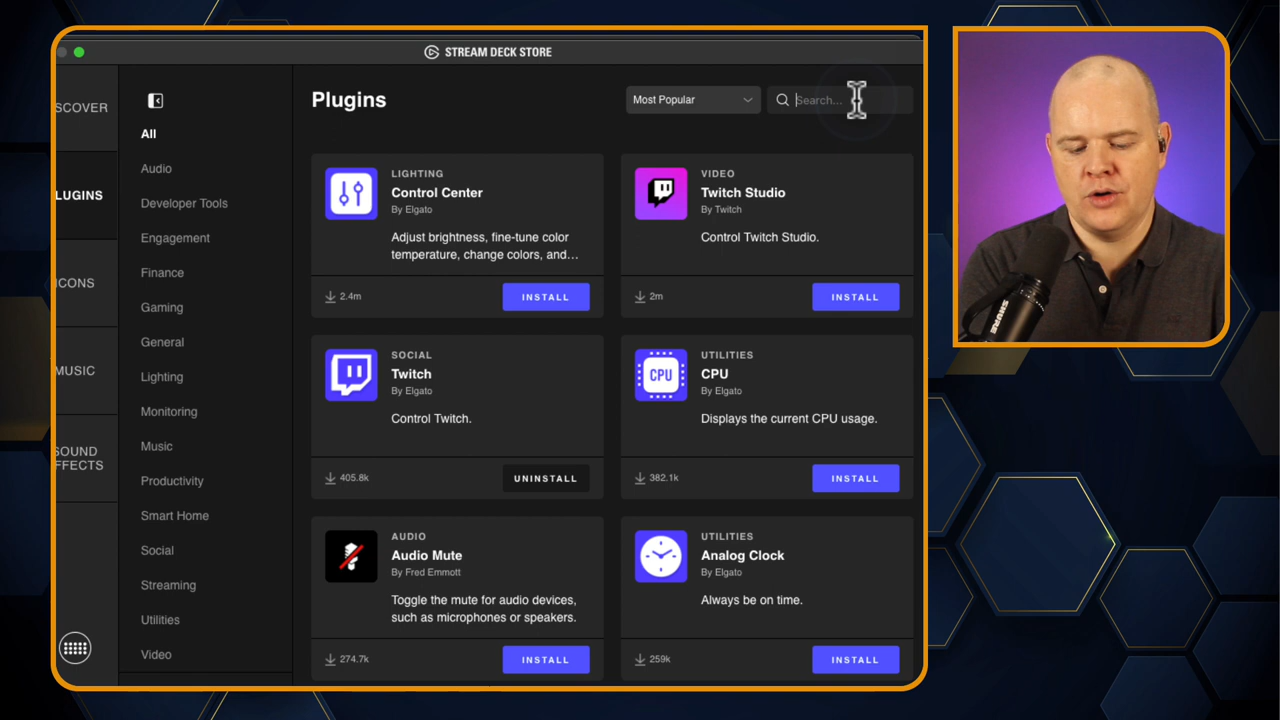 STREAM DECK STORE
SCOVER
LUGINS
CONS
MUSIC
SOUND
FFECTS
All
Audio
Developer Tools
Engagement
Finance
Gaming
General
Lighting
Monitoring
Music
Productivity
Smart Home
Social
Streaming
Utilities
Video
Plugins
Most Popular
Search...
LIGHTING
Control Center
By Elgato
Adjust brightness, fine-tune color
temperature, change colors, and...
2.4m
INSTALL
VIDEO
Twitch Studio
By Twitch
Control Twitch Studio.
2m
INSTALL
SOCIAL
Twitch
By Elgato
Control Twitch.
405.8k
UNINSTALL
CPU
UTILITIES
CPU
By Elgato
Displays the current CPU usage.
382.1k
INSTALL
AUDIO
Audio Mute
By Fred Emmott
Toggle the mute for audio devices,
such as microphones or speakers.
274.7k
INSTALL
UTILITIES
Analog Clock
By Elgato
Always be on time.
259k
INSTALL
SHURE